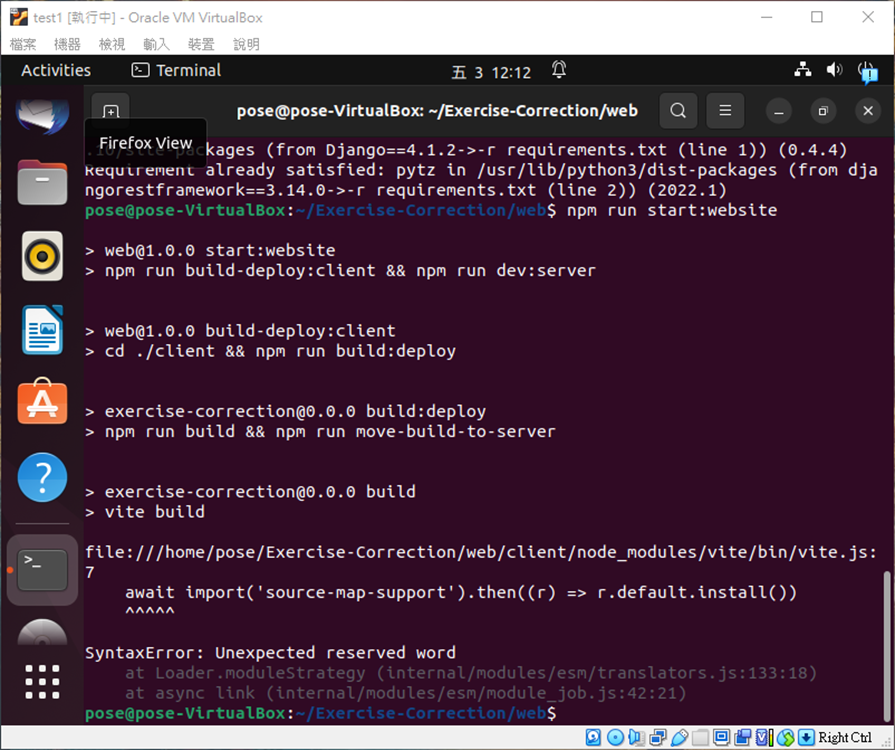 test1 [執行中] - Oracle VM VirtualBox
檔案 機器 檢視 輸入 裝置 說明
Activities Terminal 五 3 12:12
pose@pose-VirtualBox: ~/Exercise-Correction/web
Firefox View
packages (from Django==4.1.2->-r requirements.txt (line 1)) (0.4.4)
Requirement already satisfied: pytz in /usr/lib/python3/dist-packages (from dja
ngorestframework==3.14.0->-r requirements.txt (line 2)) (2022.1)
pose@pose-VirtualBox:~/Exercise-Correction/web$ npm run start:website
> web@1.0.0 start:website
> npm run build-deploy:client && npm run dev:server
> web@1.0.0 build-deploy:client
> cd ./client && npm run build:deploy
> exercise-correction@0.0.0 build:deploy
> npm run build && npm run move-build-to-server
> exercise-correction@0.0.0 build
> vite build
file:///home/pose/Exercise-Correction/web/client/node_modules/vite/bin/vite.js:
7
    await import('source-map-support').then((r) => r.default.install())
    ^^^^^
SyntaxError: Unexpected reserved word
    at Loader.moduleStrategy (internal/modules/esm/translators.js:133:18)
    at async link (internal/modules/esm/module_job.js:42:21)
pose@pose-VirtualBox:~/Exercise-Correction/web$
Right Ctrl